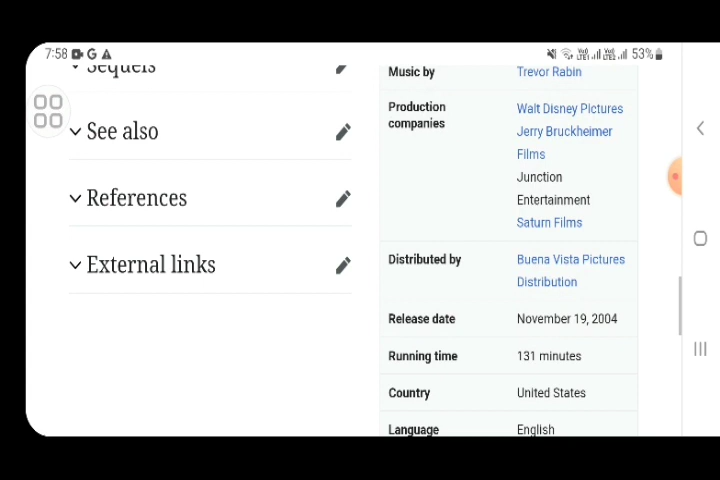 7:58 G 53%
Sequels
See also
References
External links
Music by Trevor Rabin
Production companies Walt Disney Pictures
Jerry Bruckheimer
Films
Junction
Entertainment
Saturn Films
Distributed by Buena Vista Pictures
Distribution
Release date November 19, 2004
Running time 131 minutes
Country United States
Language English